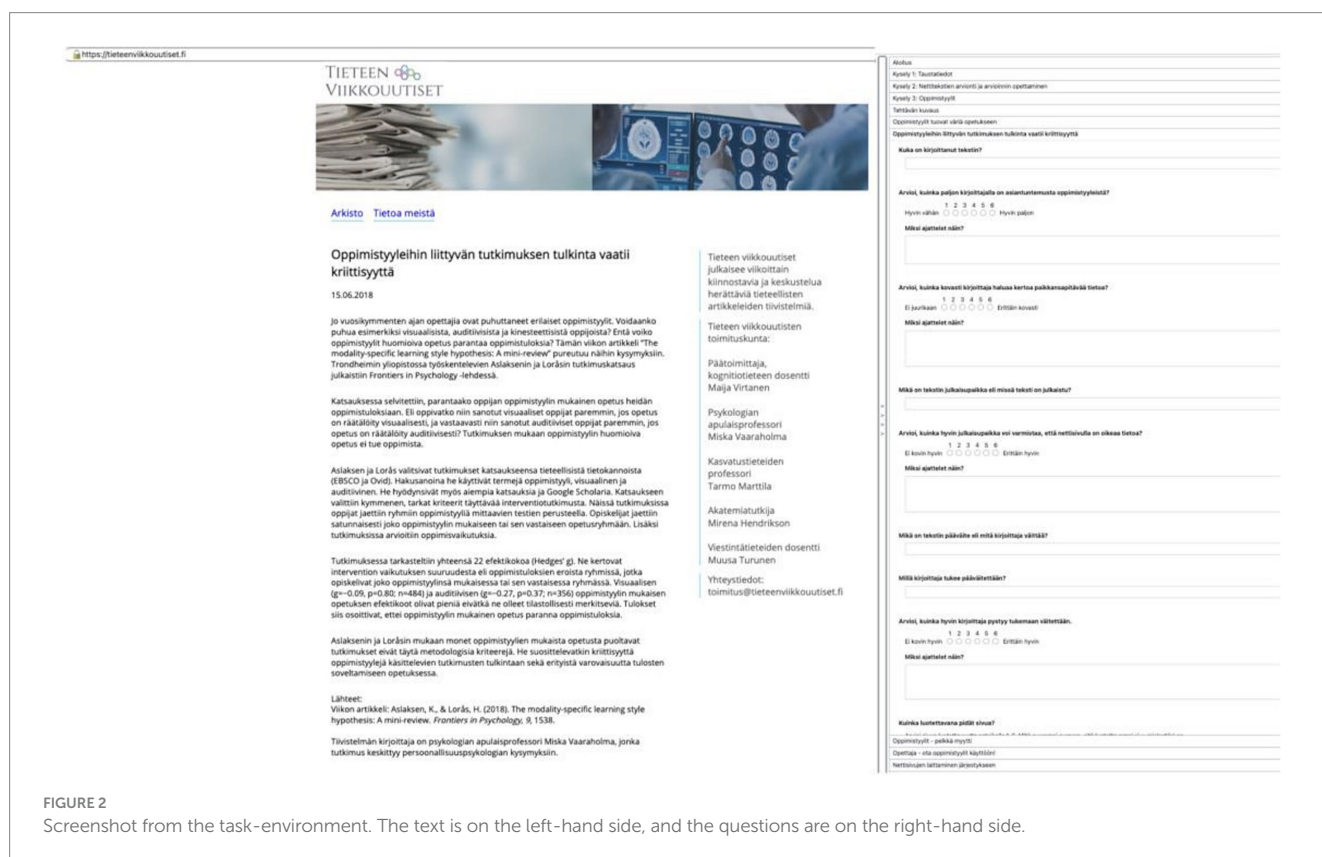 https://tieteenviikkouutiset.fi
TIETEEN
VIIKKOUUTISET
Arkisto Tietoa meistä
Oppimistyyleihin liittyvän tutkimuksen tulkinta vaatii
kriittisyyttä
15.06.2018
Jo vuosikymmenten ajan opettajia ovat puhuttaneet erilaiset oppimistyylit. Voidaanko
puhua esimerkiksi visuaalisista, auditiivisista ja kinesteettisistä oppijoista? Entä voiko
oppimistyylit huomioiva opetus parantaa oppimistuloksia? Tämän viikon artikkeli "The
modality-specific learning style hypothesis: A mini-review" pureutuu näihin kysymyksiin.
Trondheimin yliopistossa työskentelevien Aslaksenin ja Loråsin tutkimuskatsaus
julkaistiin Frontiers in Psychology -lehdessä.
Katsauksessa selvitettiin, parantaako oppijan oppimistyylin mukainen opetus heidän
oppimistuloksiaan. Eli oppivatko niin sanotut visuaaliset oppijat paremmin, jos opetus
on räätälöity visuaalisesti, ja vastaavasti niin sanotut auditiiviset oppijat paremmin, jos
opetus on räätälöity auditiivisesti? Tutkimuksen mukaan oppimistyylin huomioiva
opetus ei tue oppimista.
Aslaksen ja Lorås valitsivat tutkimukset katsaukseensa tieteellisistä tietokannoista
(EBSCO ja Ovid). Hakusanoina he käyttivät termejä oppimistyyli, visuaalinen ja
auditiivinen. He hyödynsivät myös aiempia katsauksia ja Google Scholaria. Katsaukseen
valittiin kymmenen, tarkat kriteerit täyttävää interventiotutkimusta. Näissä tutkimuksissa
oppijat jaettiin ryhmiin oppimistyyliä mittaavien testien perusteella. Opiskelijat jaettiin
satunnaisesti joko oppimistyylin mukaiseen tai sen vastaiseen opetusryhmään. Lisäksi
tutkimuksissa arvioitiin oppimisvaikutuksia.
Tutkimuksessa tarkasteltiin yhteensä 22 efektikokoa (Hedges' g). Ne kertovat
intervention vaikutuksen suuruudesta eli oppimistuloksien eroista ryhmissä, jotka
opiskelivat joko oppimistyylinsä mukaisessa tai sen vastaisessa ryhmässä. Visuaalisen
(g=−0.09, p=0.80; n=484) ja auditiivisen (g=−0.27, p=0.37; n=356) oppimistyylin mukaisen
opetuksen efektikoot olivat pieniä eivätkä ne olleet tilastollisesti merkitseviä. Tulokset
siis osoittivat, ettei oppimistyylin mukainen opetus paranna oppimistuloksia.
Aslaksenin ja Loråsin mukaan monet oppimistyylien mukaista opetusta puoltavat
tutkimukset eivät täytä metodologisia kriteerejä. He suosittelevatkin kriittisyyttä
oppimistyylejä käsittelevien tutkimusten tulkintaan sekä erityistä varovaisuutta tulosten
soveltamiseen opetuksessa.
Lähteet:
Viikon artikkeli: Aslaksen, K., & Lorås, H. (2018). The modality-specific learning style
hypothesis: A mini-review. Frontiers in Psychology, 9, 1538.
Tiivistelmän kirjoittaja on psykologian apulaisprofessori Miska Vaaraholma, jonka
tutkimus keskittyy persoonallisuuspsykologian kysymyksiin.
Tieteen viikkouutiset
julkaisee viikoittain
kiinnostavia ja keskustelua
herättäviä tieteellisten
artikkeleiden tiivistelmiä.
Tieteen viikkouutisten
toimituskunta:
Päätoimittaja,
kognitiotieteen dosentti
Maija Virtanen
Psykologian
apulaisprofessori
Miska Vaaraholma
Kasvatustieteiden
professori
Tarmo Marttila
Akatemiatutkija
Mirena Hendrikson
Viestintätieteiden dosentti
Muusa Turunen
Yhteystiedot:
toimitus@tieteenviikkouutiset.fi
Aloitus
Kysely 1: Taustatiedot
Kysely 2: Nettitekstien arviointi ja arvioinnin opettaminen
Kysely 3: Oppimistyylit
Tehtävän kuvaus
Oppimistyylit tuovat väriä opetukseen
Oppimistyyleihin liittyvän tutkimuksen tulkinta vaatii kriittisyyttä
Kuka on kirjoittanut tekstin?
Arvioi, kuinka paljon kirjoittajalla on asiantuntemusta oppimistyyleistä?
1 2 3 4 5 6
Hyvin vähän Hyvin paljon
Miksi ajattelet näin?
Arvioi, kuinka kovasti kirjoittaja haluaa kertoa paikkansapitävää tietoa?
1 2 3 4 5 6
Ei juurikaan Erittäin kovasti
Miksi ajattelet näin?
Mikä on tekstin julkaisupaikka eli missä teksti on julkaistu?
Arvioi, kuinka hyvin julkaisupaikka voi varmistaa, että nettisivulla on oikeaa tietoa?
1 2 3 4 5 6
Ei kovin hyvin Erittäin hyvin
Miksi ajattelet näin?
Mikä on tekstin pääväite eli mitä kirjoittaja väittää?
Millä kirjoittaja tukee pääväitettään?
Arvioi, kuinka hyvin kirjoittaja pystyy tukemaan väitettään.
1 2 3 4 5 6
Ei kovin hyvin Erittäin hyvin
Miksi ajattelet näin?
Kuinka luotettavana pidät sivua?
Oppimistyylit - pelkkä myytti
Opettaja - ota oppimistyylit käyttöön!
Nettisivujen laittaminen järjestykseen
FIGURE 2
Screenshot from the task-environment. The text is on the left-hand side, and the questions are on the right-hand side.